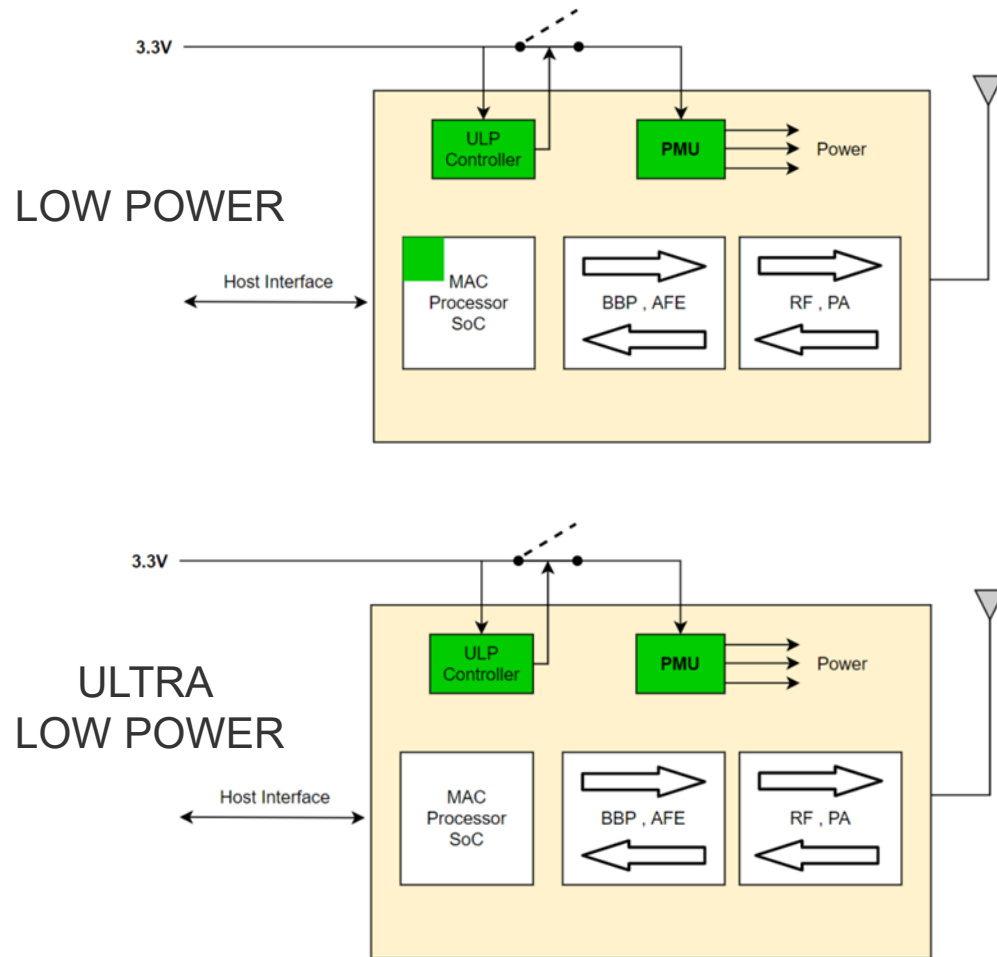 3.3V
ULP
Controller
PMU
Power
LOW POWER
Host Interface
MAC
Processor
SoC
BBP , AFE
RF , PA
3.3V
ULP
Controller
PMU
Power
ULTRA
LOW POWER
Host Interface
MAC
Processor
SoC
BBP , AFE
RF , PA